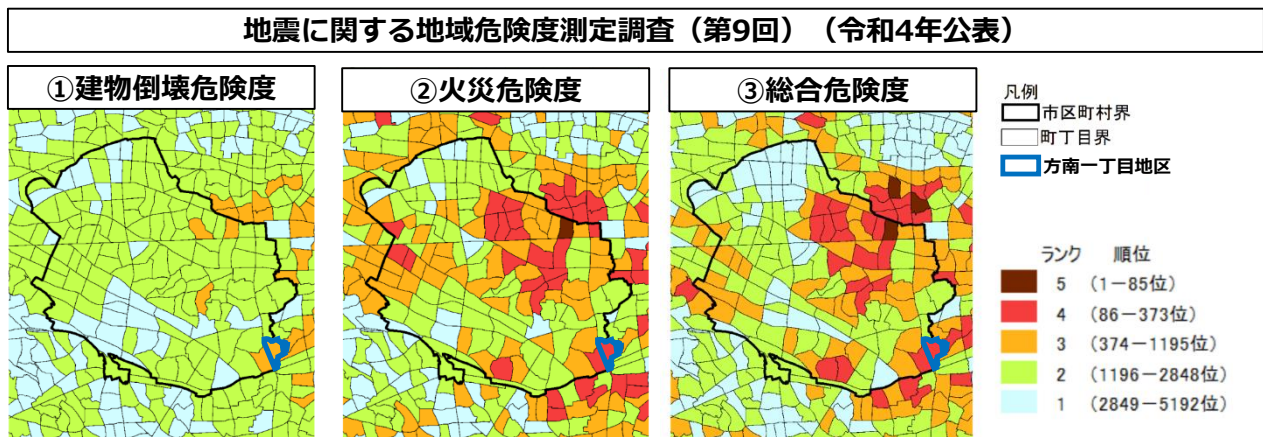 地震に関する地域危険度測定調査（第9回）（令和4年公表）
①建物倒壊危険度
②火災危険度
③総合危険度
凡例
市区町村界
町丁目界
方南一丁目地区
ランク 順位
5 （1－85位）
4 （86－373位）
3 （374－1195位）
2 （1196－2848位）
1 （2849－5192位）